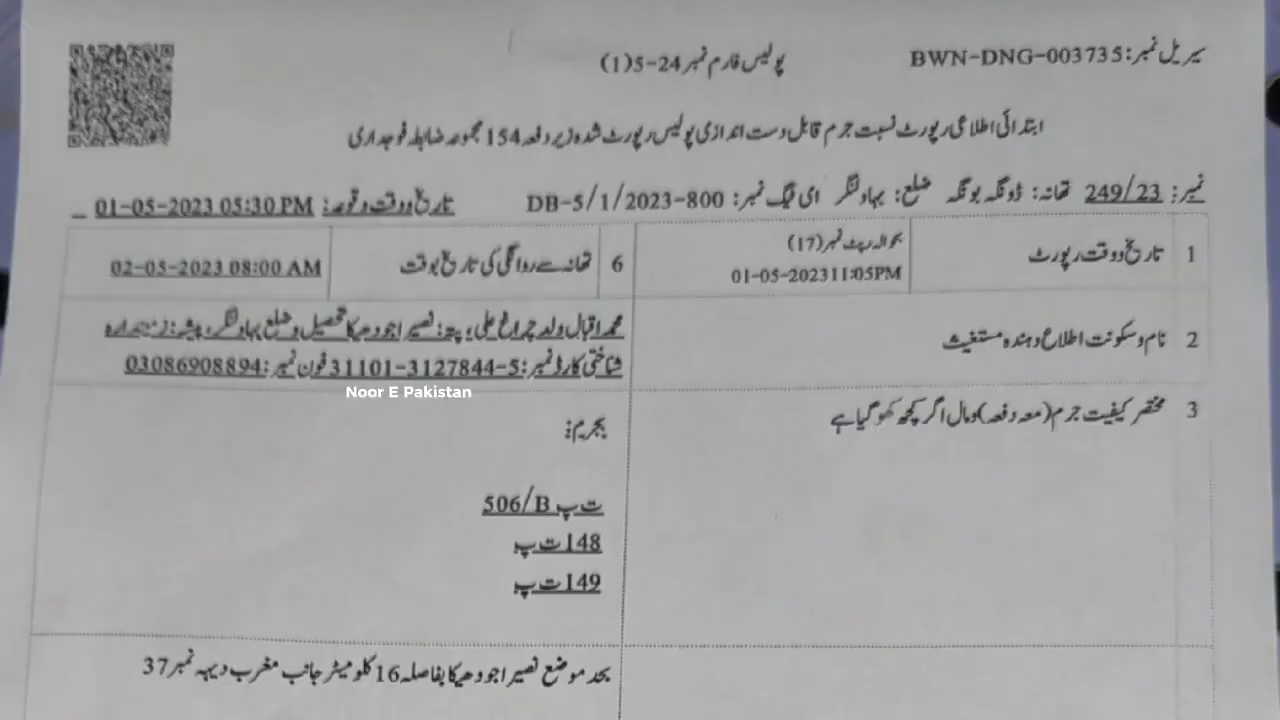 سیریل نمبر: BWN-DNG-003735
پولیس فارم نمبر 24-5(1)
ابتدائی اطلاعی رپورٹ نسبت جرم قابل دست اندازی پولیس رپورٹ شدہ زیر دفعہ 154 مجموعہ ضابطہ فوجداری
نمبر: 249/23 تھانہ: ڈونگہ بونگہ ضلع: بہاولنگر ای ٹیگ نمبر: DB-5/1/2023-800 تاریخ و وقت وقوعہ: 01-05-2023 05:30 PM
1 تاریخ و وقت رپورٹ
بحوالہ رپٹ نمبر (17)
01-05-202311:05PM
6 تھانہ سے روانگی کی تاریخ بوقت
02-05-2023 08:00 AM
2 نام و سکونت اطلاع دہندہ مستغیث
محمد اقبال ولد چراغ علی، پتہ: نصیر اجودھیکا تحصیل و ضلع بہاولنگر، پیشہ: زمیندارہ
شناختی کارڈ نمبر: 31101-3127844-5 فون نمبر: 03086908894
Noor E Pakistan
3 مختصر کیفیت جرم (معہ دفعہ) و مال اگر کچھ کھو گیا ہے
بجرم:
506/B ت پ
148 ت پ
149 ت پ
بحد موضع نصیر اجودھیکا بفاصلہ 16 کلومیٹر جانب مغرب دیہہ نمبر 37